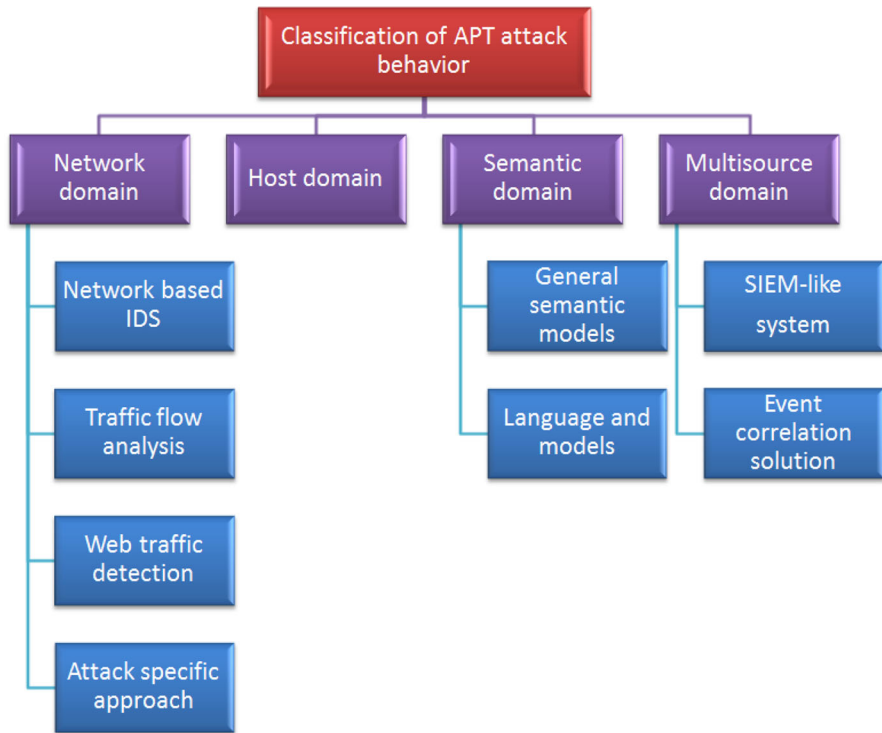 Classification of APT attack
behavior
Network
domain
Host domain
Semantic
domain
Multisource
domain
Network based
IDS
Traffic flow
analysis
Web traffic
detection
Attack specific
approach
General
semantic
models
Language and
models
SIEM-like
system
Event
correlation
solution